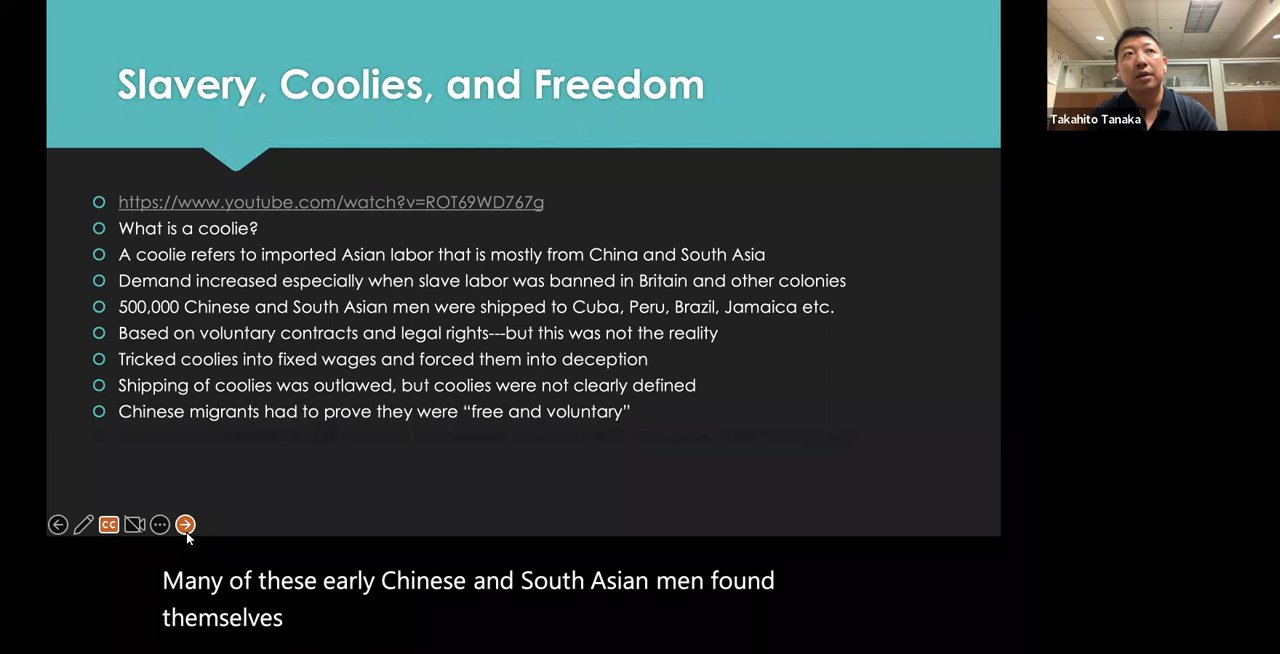 Slavery, Coolies, and Freedom
https://www.youtube.com/watch?v=ROT69WD767g
What is a coolie?
A coolie refers to imported Asian labor that is mostly from China and South Asia
Demand increased especially when slave labor was banned in Britain and other colonies
500,000 Chinese and South Asian men were shipped to Cuba, Peru, Brazil, Jamaica etc.
Based on voluntary contracts and legal rights---but this was not the reality
Tricked coolies into fixed wages and forced them into deception
Shipping of coolies was outlawed, but coolies were not clearly defined
Chinese migrants had to prove they were “free and voluntary”
CC
Many of these early Chinese and South Asian men found
themselves
Takahito Tanaka